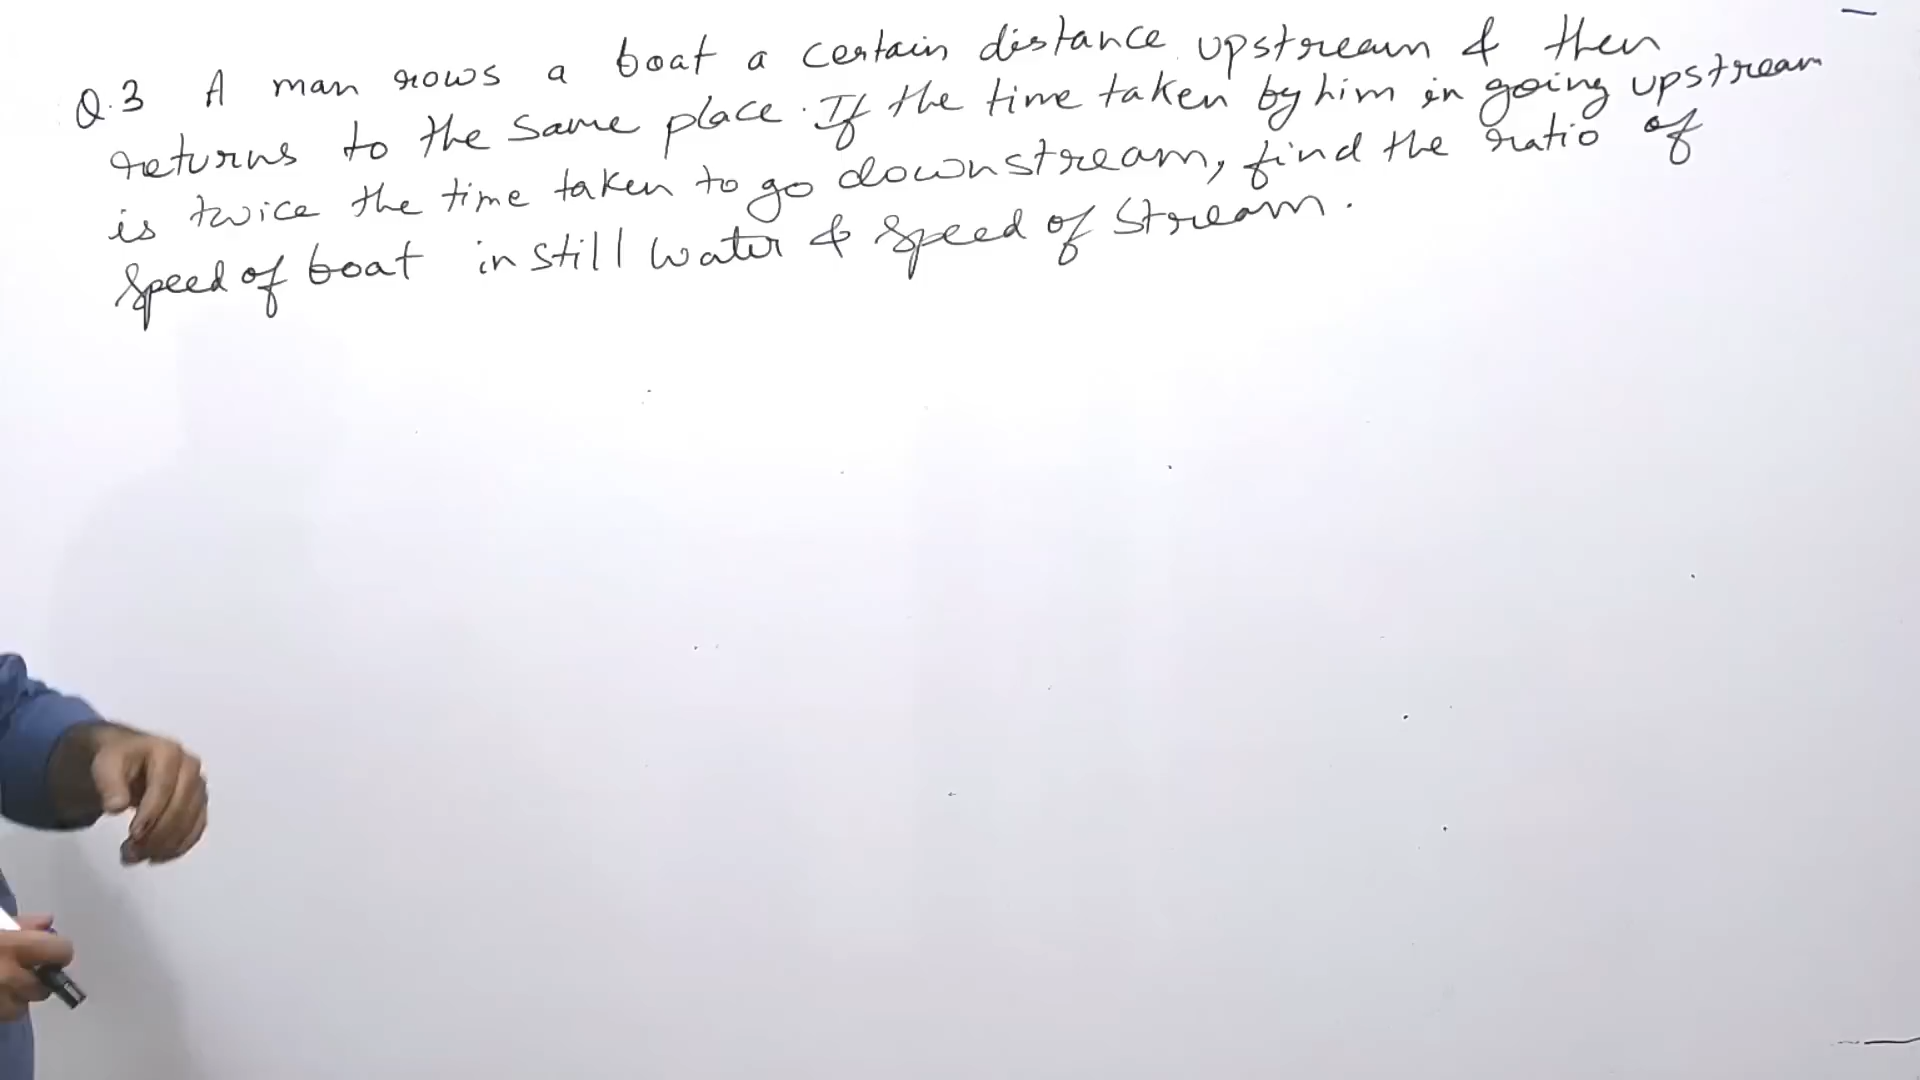 Q.3 A man rows a boat a certain distance upstream & then
returns to the same place. If the time taken by him in going upstream
is twice the time taken to go downstream, find the ratio of
speed of boat in still water & speed of stream.